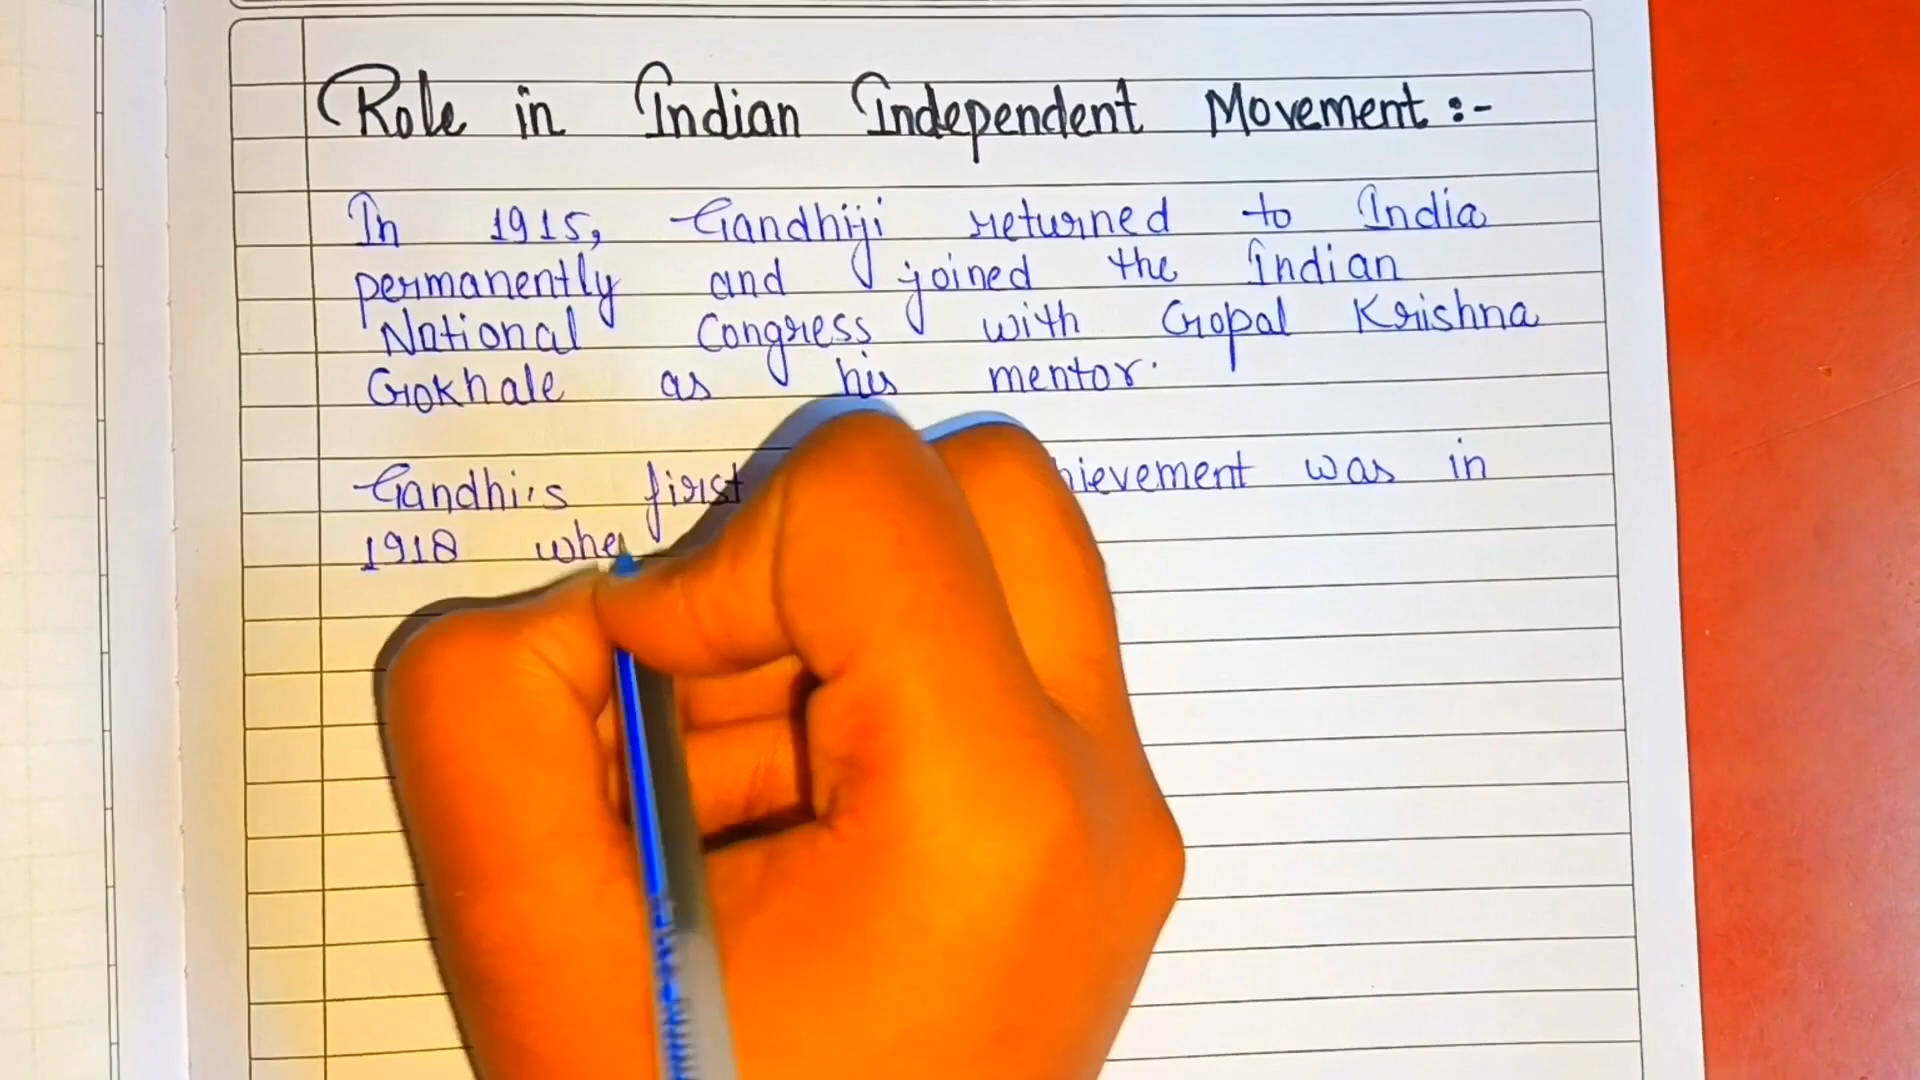 Role in Indian Independent Movement :-
In 1915, Gandhiji returned to India
permanently and joined the Indian
National Congress with Gopal Krishna
Gokhale as his mentor.
Gandhi's first hievement was in
1918 whe